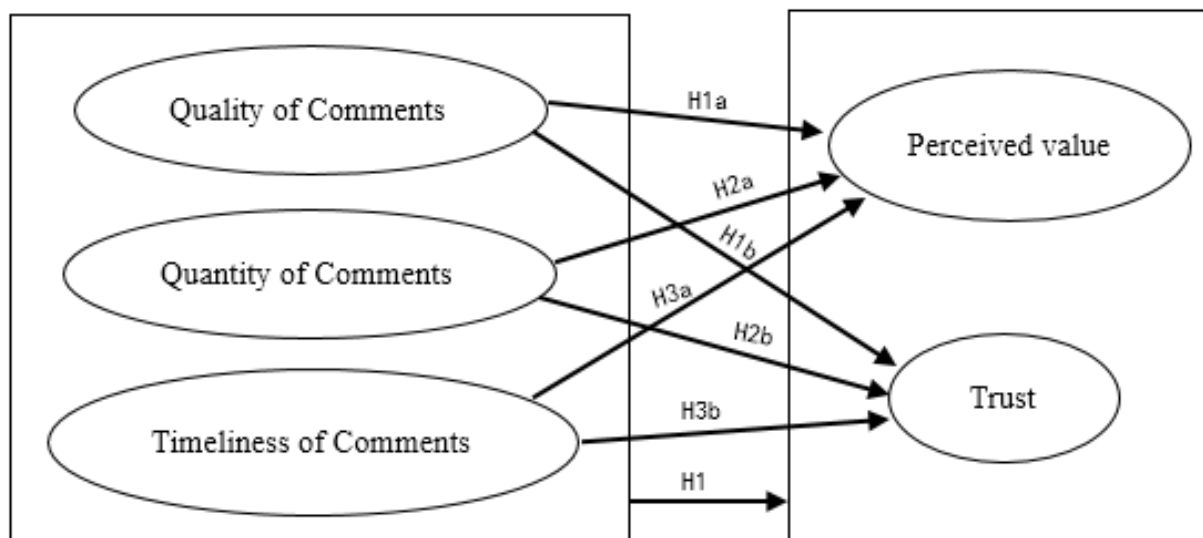 Quality of Comments
H1a
Perceived value
H2a
H1b
Quantity of Comments
H3a
H2b
Trust
Timeliness of Comments
H3b
H1